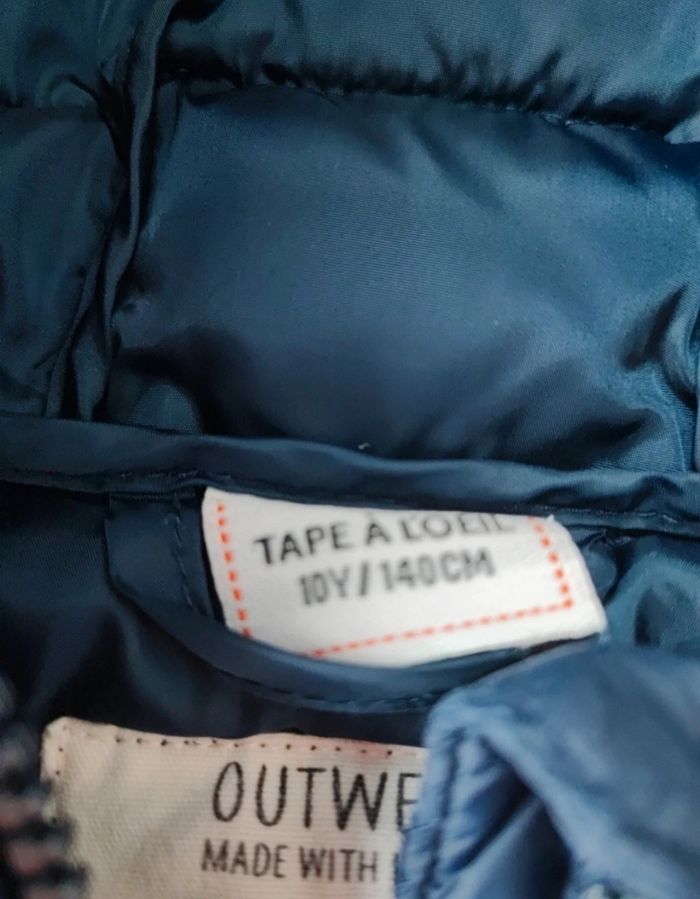 TAPE À L'OEIL
10Y/140CM
OUTWE
MADE WITH